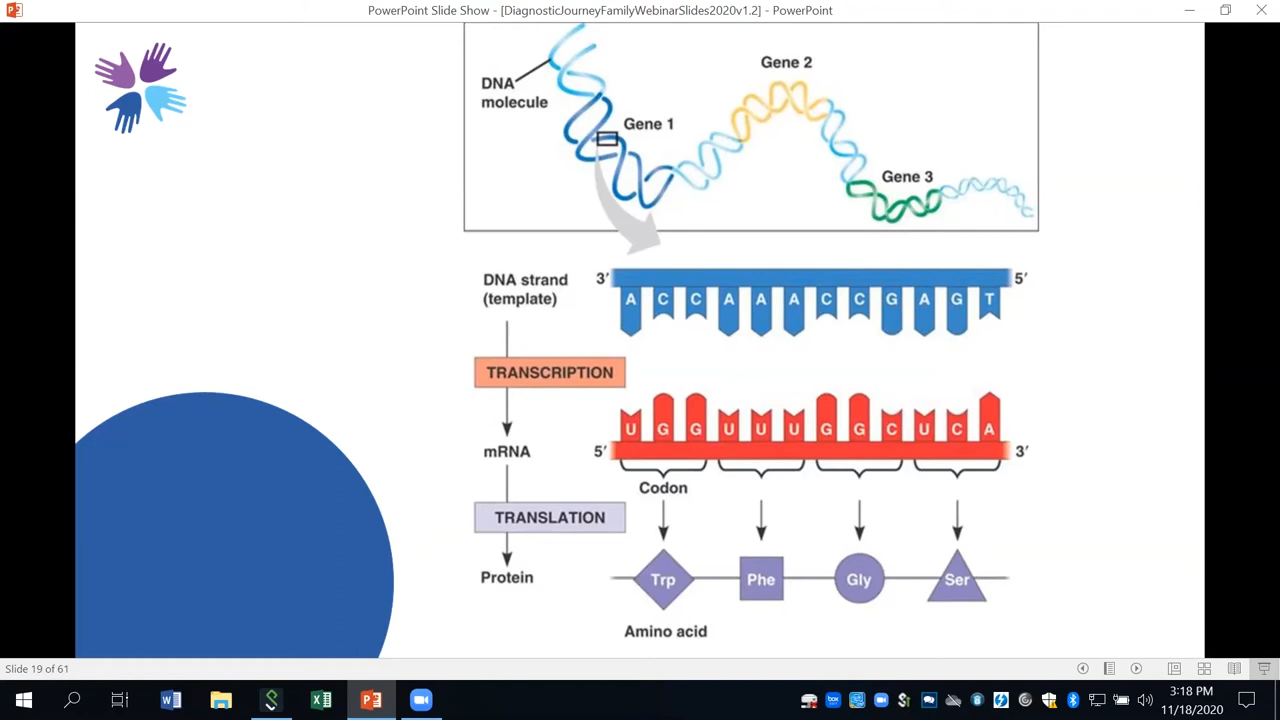 PowerPoint Slide Show - [DiagnosticJourneyFamilyWebinarSlides2020v1.2] - PowerPoint
DNA
molecule
Gene 1
Gene 2
Gene 3
DNA strand
(template)
3′ 5′
A C C A A A C C G A G T
TRANSCRIPTION
U G G U U U G G C U C A
mRNA
5′ 3′
Codon
TRANSLATION
Protein
Trp Phe Gly Ser
Amino acid
Slide 19 of 61
3:18 PM
11/18/2020